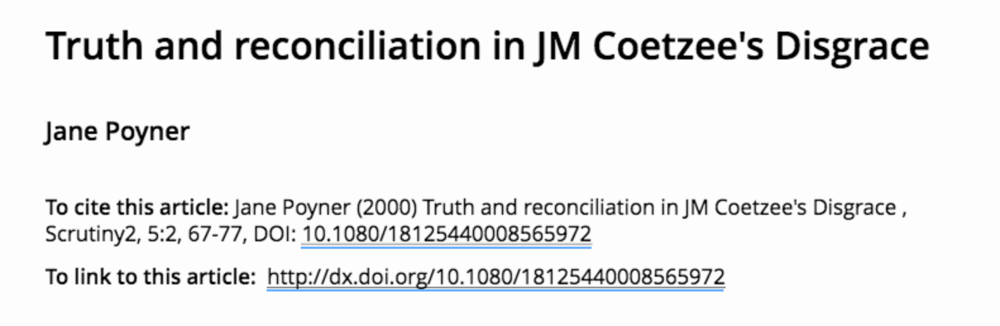 Truth and reconciliation in JM Coetzee's Disgrace
Jane Poyner
To cite this article: Jane Poyner (2000) Truth and reconciliation in JM Coetzee's Disgrace ,
Scrutiny2, 5:2, 67-77, DOI: 10.1080/18125440008565972
To link to this article: http://dx.doi.org/10.1080/18125440008565972